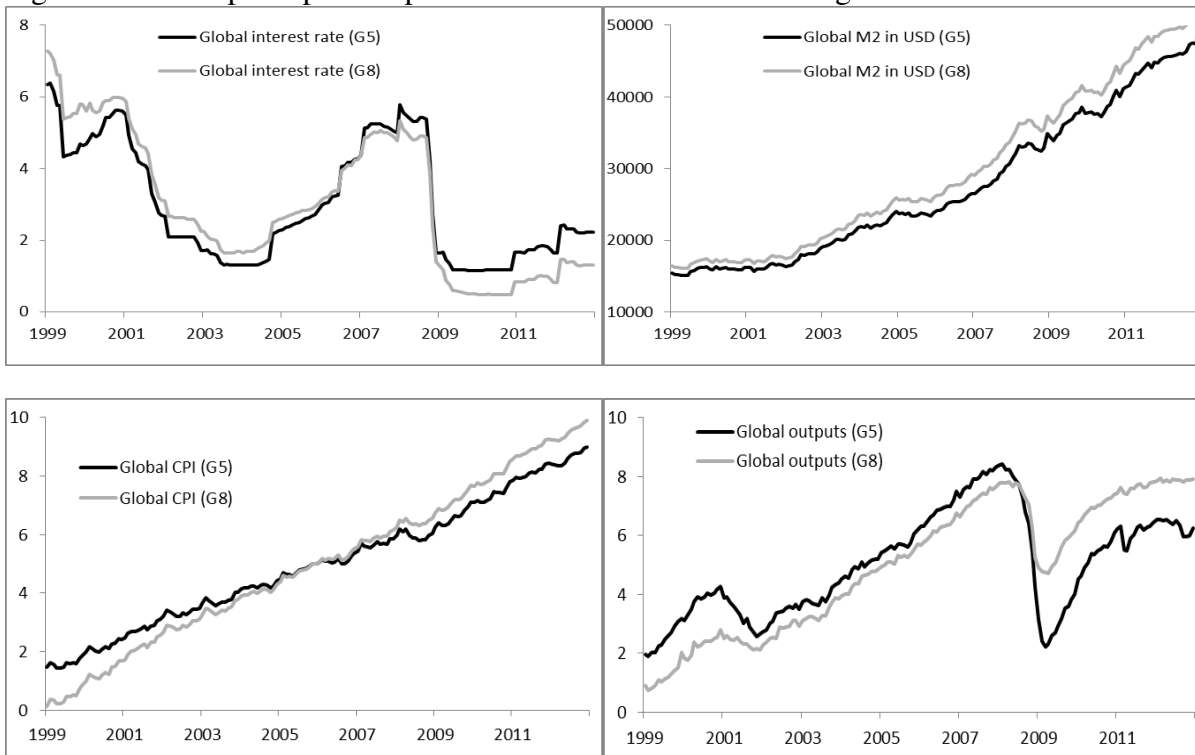 8
6
4
2
0
Global interest rate (G5)
Global interest rate (G8)
1999 2001 2003 2005 2007 2009 2011
50000
40000
30000
20000
10000
Global M2 in USD (G5)
Global M2 in USD (G8)
1999 2001 2003 2005 2007 2009 2011
10
8
6
4
2
0
Global CPI (G5)
Global CPI (G8)
1999 2001 2003 2005 2007 2009 2011
10
8
6
4
2
0
Global outputs (G5)
Global outputs (G8)
1999 2001 2003 2005 2007 2009 2011